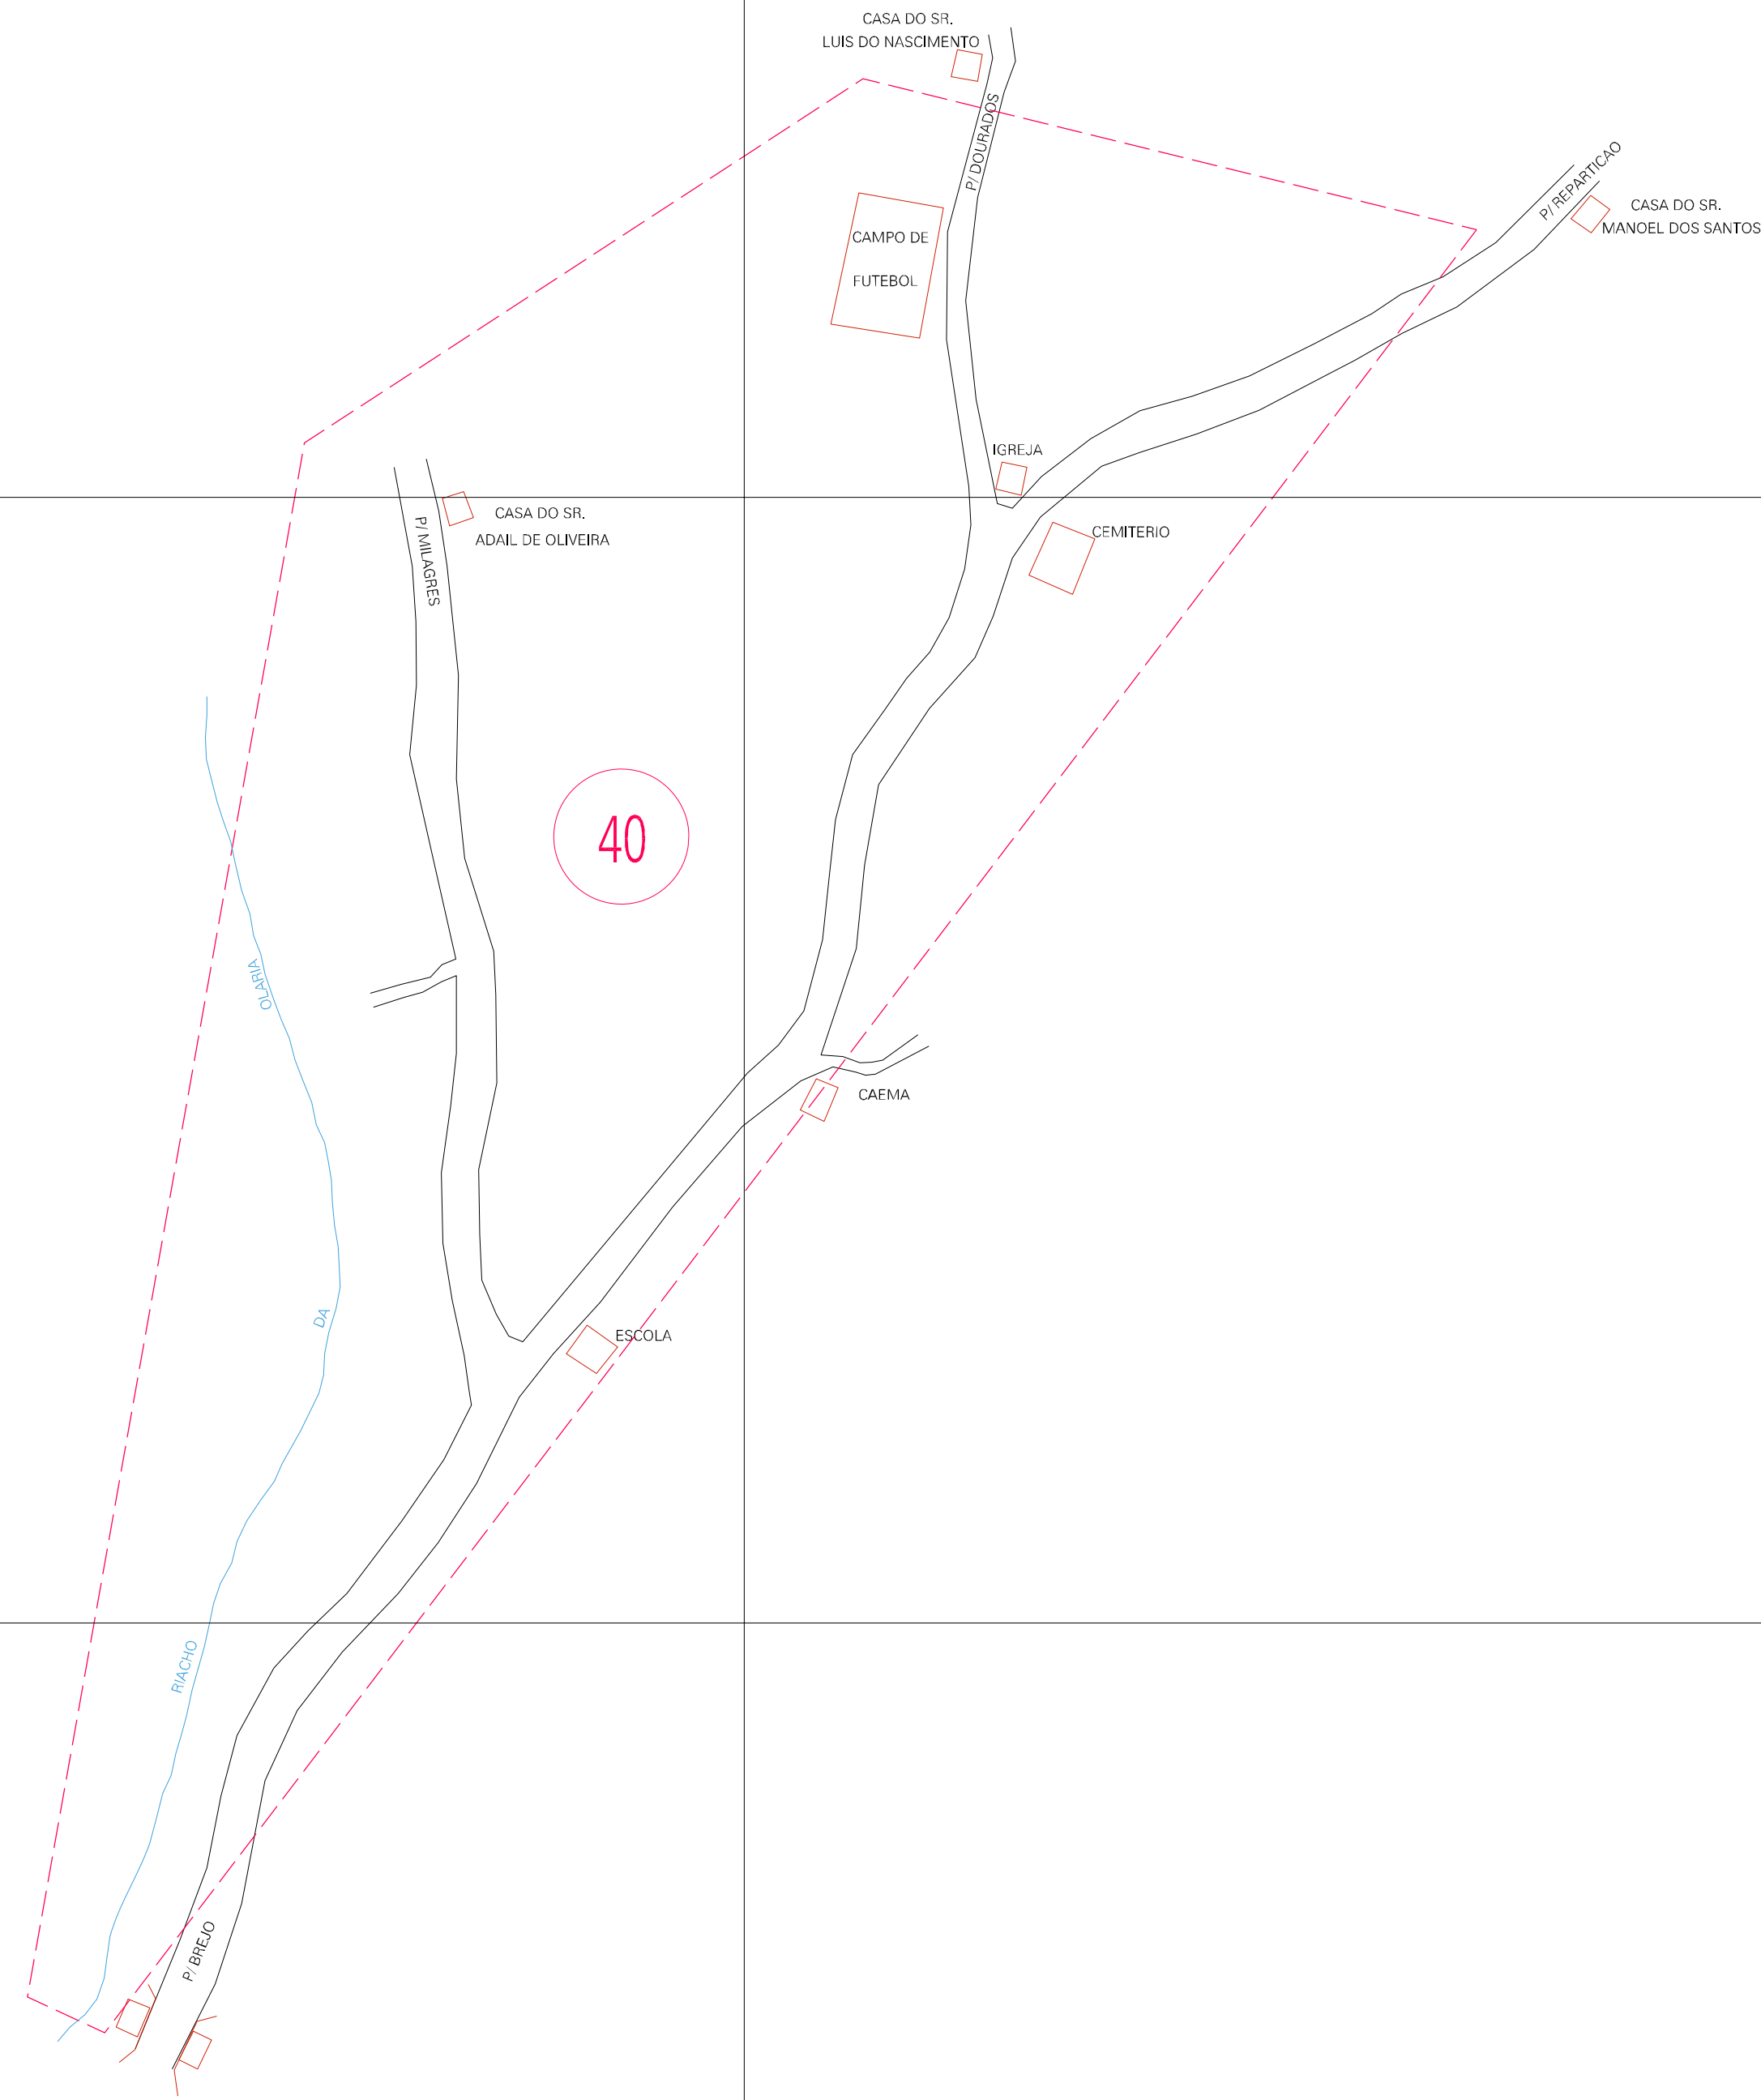 CASA DO SR.
LUIS DO NASCIMENTO
P/ DOURADOS
P/ REPARTICAO
CASA DO SR.
MANOEL DOS SANTOS
CAMPO DE
FUTEBOL
IGREJA
CASA DO SR.
ADAIL DE OLIVEIRA
P/ MILAGRES
CEMITERIO
40
OLARIA
CAEMA
DA
ESCOLA
RIACHO
P/ BREJO